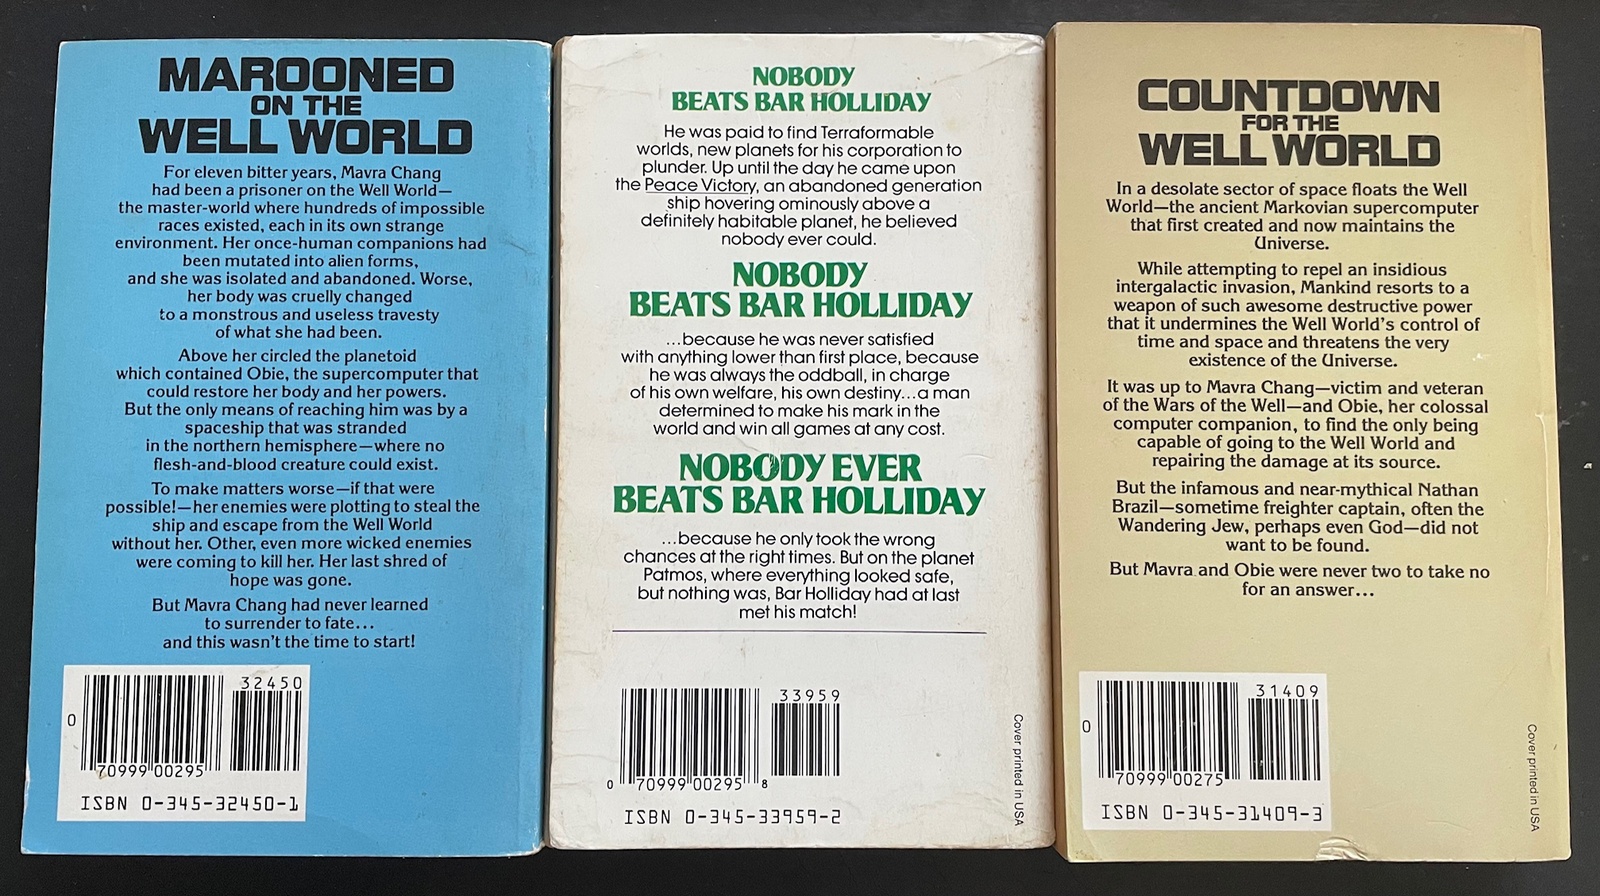 MAROONED
ON THE
WELL WORLD
For eleven bitter years, Mavra Chang
had been a prisoner on the Well World—
the master-world where hundreds of impossible
races existed, each in its own strange
environment. Her once-human companions had
been mutated into alien forms,
and she was isolated and abandoned. Worse,
her body was cruelly changed
to a monstrous and useless travesty
of what she had been.
Above her circled the planetoid
which contained Obie, the supercomputer that
could restore her body and her powers.
But the only means of reaching him was by a
spaceship that was stranded
in the northern hemisphere—where no
flesh-and-blood creature could exist.
To make matters worse—if that were
possible!—her enemies were plotting to steal the
ship and escape from the Well World
without her. Other, even more wicked enemies
were coming to kill her. Her last shred of
hope was gone.
But Mavra Chang had never learned
to surrender to fate...
and this wasn't the time to start!
32450
0
70999 00295
ISBN 0-345-32450-1
NOBODY
BEATS BAR HOLLIDAY
He was paid to find Terraformable
worlds, new planets for his corporation to
plunder. Up until the day he came upon
the Peace Victory, an abandoned generation
ship hovering ominously above a
definitely habitable planet, he believed
nobody ever could.
NOBODY
BEATS BAR HOLLIDAY
...because he was never satisfied
with anything lower than first place, because
he was always the oddball, in charge
of his own welfare, his own destiny...a man
determined to make his mark in the
world and win all games at any cost.
NOBODY EVER
BEATS BAR HOLLIDAY
...because he only took the wrong
chances at the right times. But on the planet
Patmos, where everything looked safe,
but nothing was, Bar Holliday had at last
met his match!
33959
0 70999 00295 8
ISBN 0-345-33959-2
Cover printed in USA
COUNTDOWN
FOR THE
WELL WORLD
In a desolate sector of space floats the Well
World—the ancient Markovian supercomputer
that first created and now maintains the
Universe.
While attempting to repel an insidious
intergalactic invasion, Mankind resorts to a
weapon of such awesome destructive power
that it undermines the Well World's control of
time and space and threatens the very
existence of the Universe.
It was up to Mavra Chang—victim and veteran
of the Wars of the Well—and Obie, her colossal
computer companion, to find the only being
capable of going to the Well World and
repairing the damage at its source.
But the infamous and near-mythical Nathan
Brazil—sometime freighter captain, often the
Wandering Jew, perhaps even God—did not
want to be found.
But Mavra and Obie were never two to take no
for an answer...
31409
0
70999 00275
ISBN 0-345-31409-3
Cover printed in USA